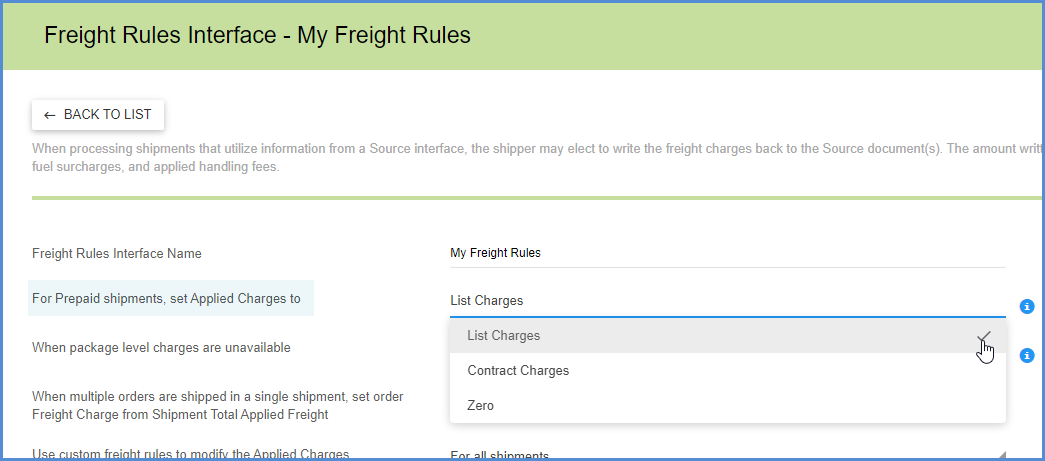 Freight Rules Interface - My Freight Rules
← BACK TO LIST
When processing shipments that utilize information from a Source interface, the shipper may elect to write the freight charges back to the Source document(s). The amount writ
fuel surcharges, and applied handling fees.
Freight Rules Interface Name
My Freight Rules
For Prepaid shipments, set Applied Charges to
List Charges
List Charges
When package level charges are unavailable
Contract Charges
When multiple orders are shipped in a single shipment, set order
Freight Charge from Shipment Total Applied Freight
Zero
Use custom freight rules to modify the Applied Charges
For all shipments